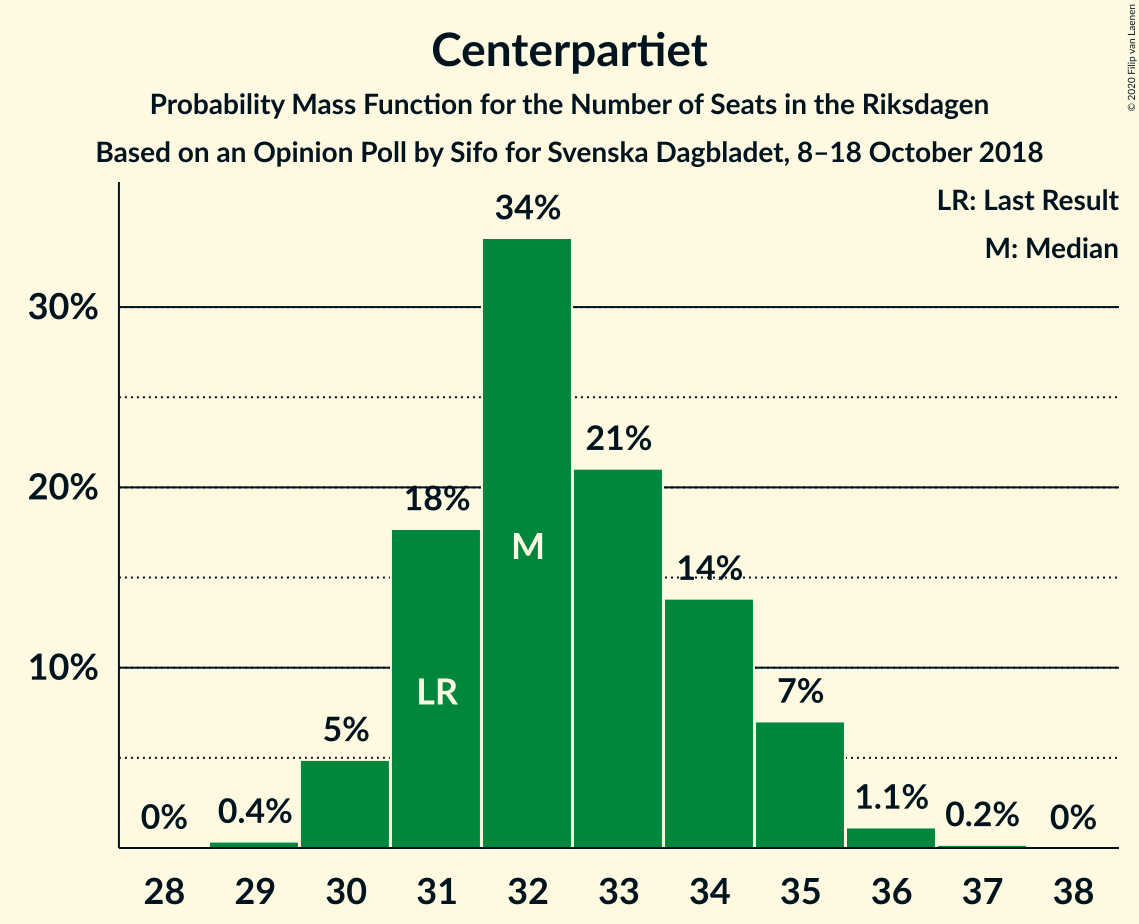 Centerpartiet
Probability Mass Function for the Number of Seats in the Riksdagen
Based on an Opinion Poll by Sifo for Svenska Dagbladet, 8–18 October 2018
© 2020 Filip van Laenen
LR: Last Result
M: Median
34%
30%
21%
20%
18%
M
14%
10%
LR
7%
5%
1.1%
0%
0.4%
0.2%
0%
28 29 30 31 32 33 34 35 36 37 38